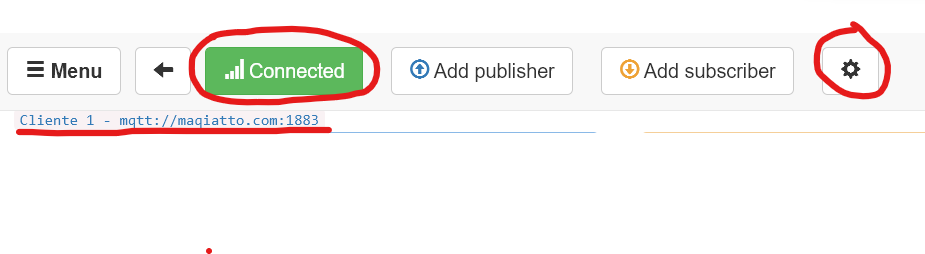 Menu Connected Add publisher Add subscriber
Cliente 1 - mqtt://maqiatto.com:1883